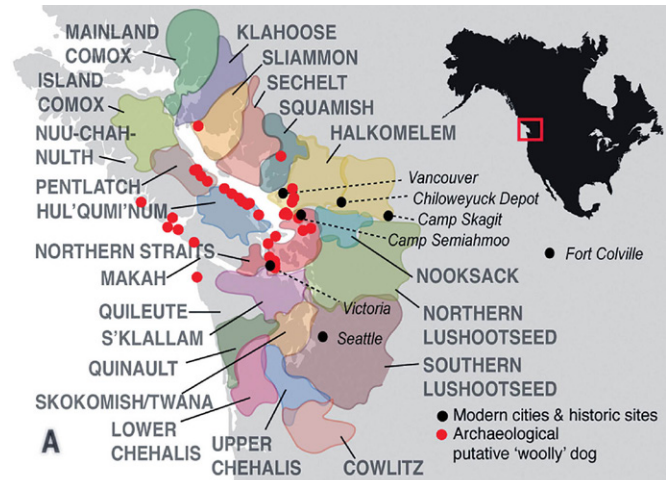 MAINLAND
COMOX
KLAHOOSE
SLIAMMON
ISLAND
COMOX
SECHELT
SQUAMISH
NUU-CHAH-
NULTH
HALKOMELEM
PENTLATCH
Vancouver
HUL'QUMI'NUM
Chiloweyuck Depot
Camp Skagit
Camp Semiahmoo
NORTHERN STRAITS
Fort Colville
MAKAH
NOOKSACK
QUILEUTE
Victoria
NORTHERN
LUSHOOTSEED
S'KLALLAM
Seattle
QUINAULT
SOUTHERN
LUSHOOTSEED
SKOKOMISH/TWANA
LOWER
CHEHALIS
UPPER
CHEHALIS
COWLITZ
Modern cities & historic sites
Archaeological
putative 'woolly' dog
A